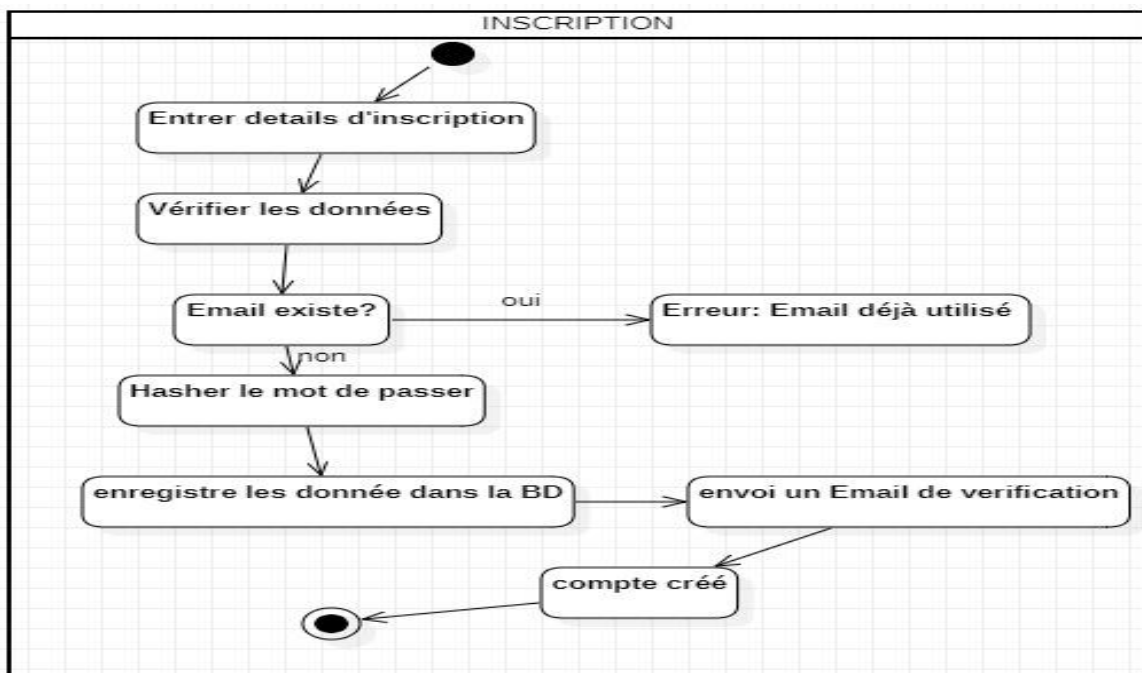 INSCRIPTION
Entrer details d'inscription
Vérifier les données
Email existe?
oui
Erreur: Email déjà utilisé
non
Hasher le mot de passer
enregistre les donnée dans la BD
envoi un Email de verification
compte créé